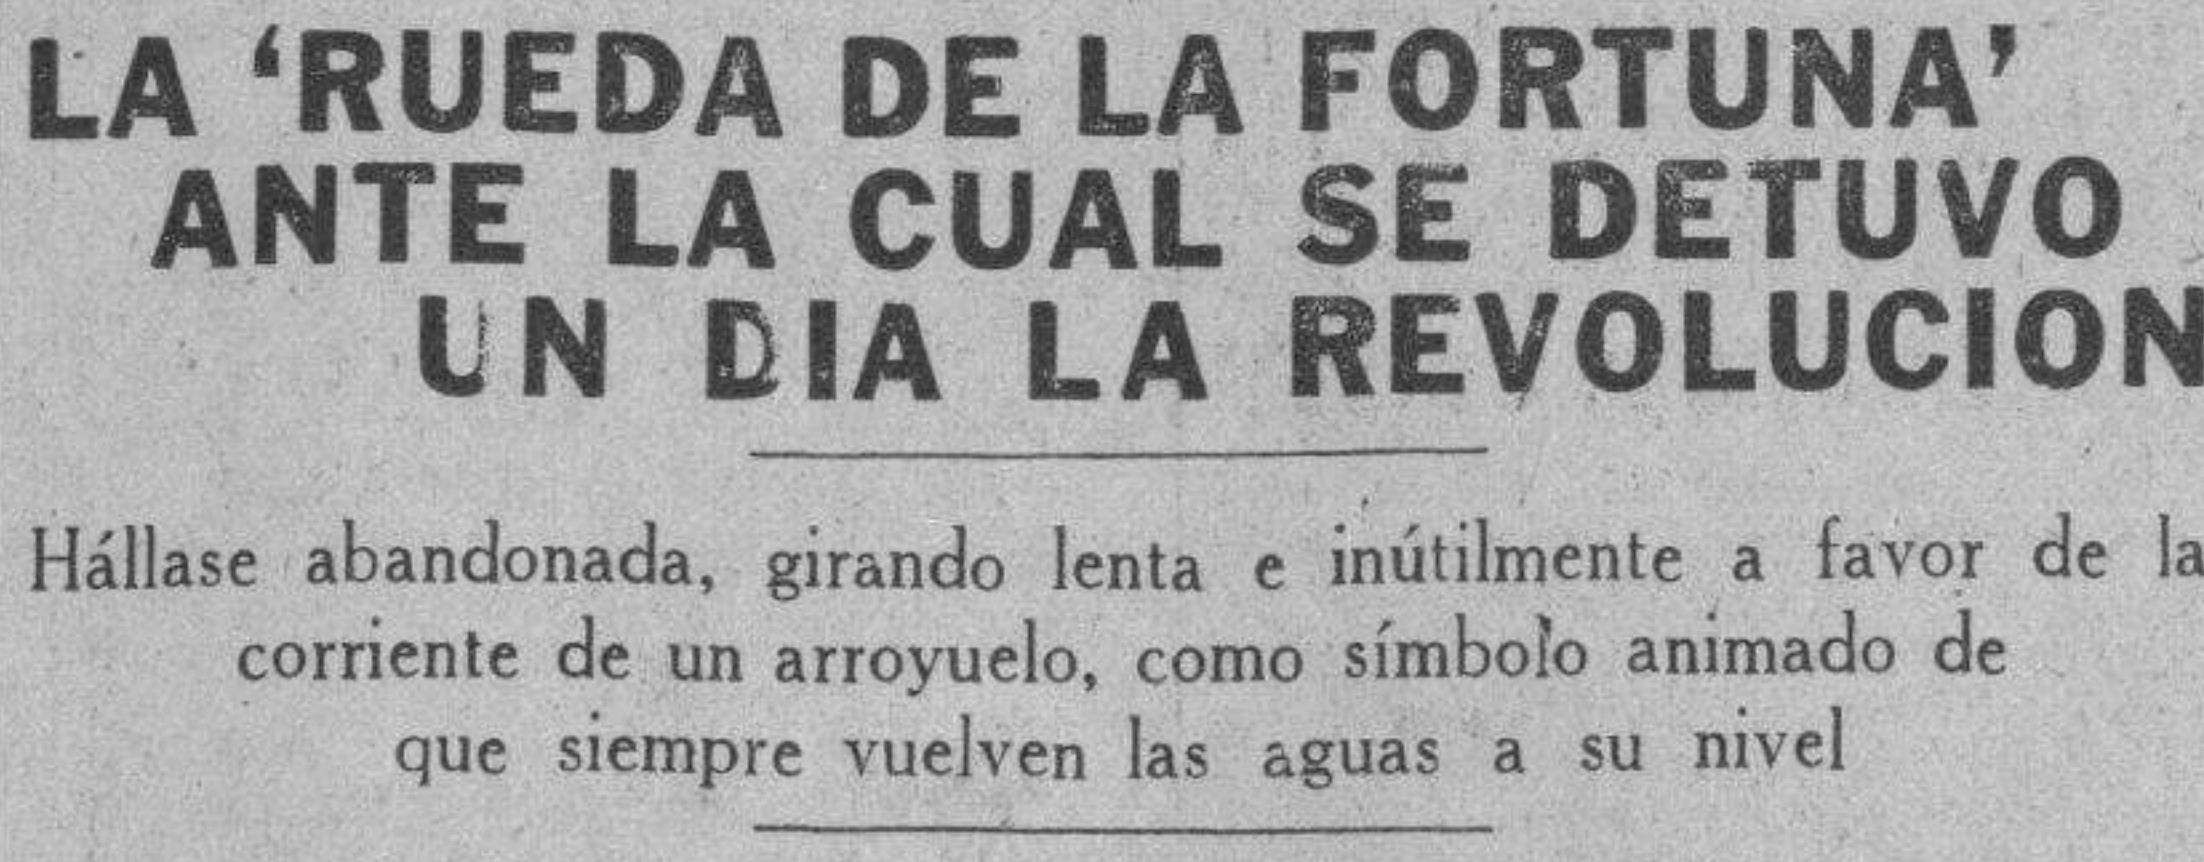 LA ‘RUEDA DE LA FORTUNA’
ANTE LA CUAL SE DETUVO
UN DIA LA REVOLUCION
Hállase abandonada, girando lenta e inútilmente a favor de la
corriente de un arroyuelo, como símbolo animado de
que siempre vuelven las aguas a su nivel